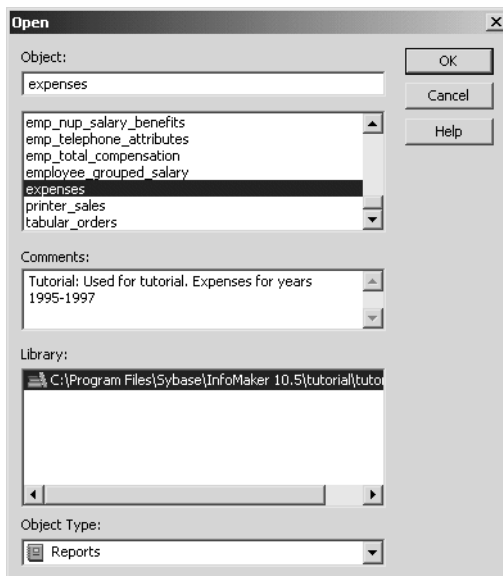 Open
Object:
expenses
emp_nup_salary_benefits
emp_telephone_attributes
emp_total_compensation
employee_grouped_salary
expenses
printer_sales
tabular_orders
Comments:
Tutorial: Used for tutorial. Expenses for years
1995-1997
Library:
C:\Program Files\Sybase\InfoMaker 10.5\tutorial\tuto
Object Type:
Reports
OK
Cancel
Help